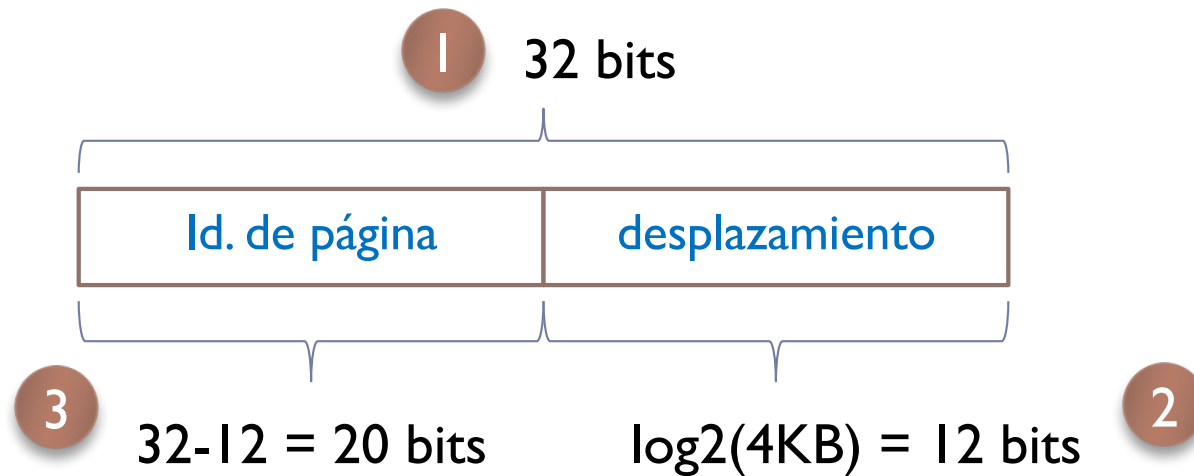 1 32 bits
Id. de página desplazamiento
3 32-12 = 20 bits log2(4KB) = 12 bits 2